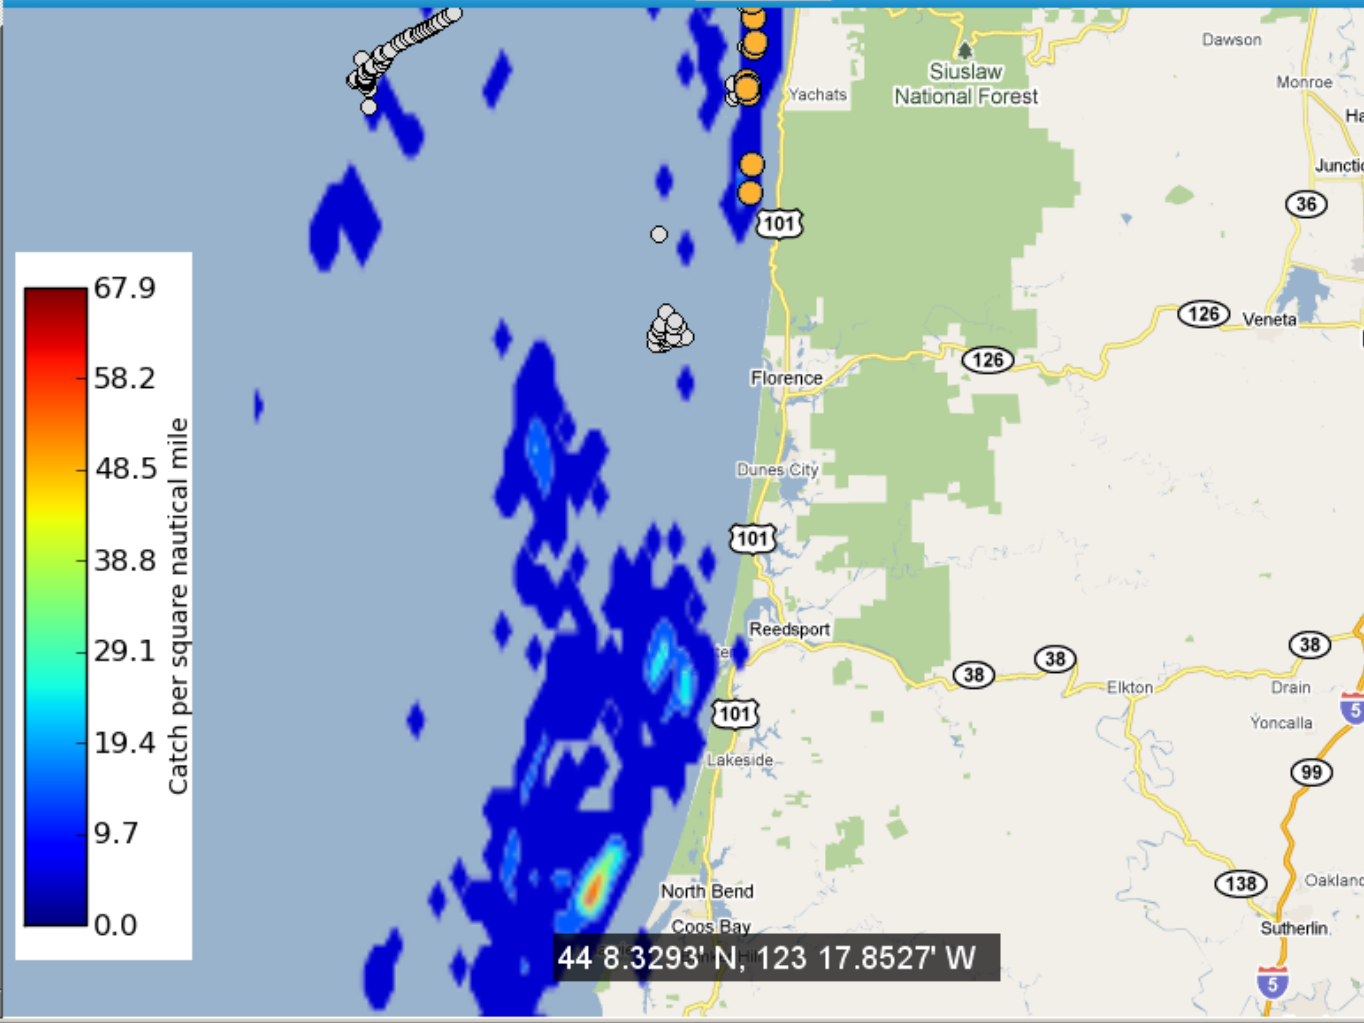 Dawson
Siuslaw
National Forest
Monroe
Yachats
Ha
Junctio
36
101
67.9
58.2
48.5
38.8
29.1
19.4
9.7
0.0
Catch per square nautical mile
126
Veneta
126
Florence
Dunes City
101
Reedsport
38
38
38
Elkton
Drain
5
Yoncalla
101
Lakeside
99
138
Oakland
North Bend
Coos Bay
Sutherlin
44 8.3293' N, 123 17.8527' W
5